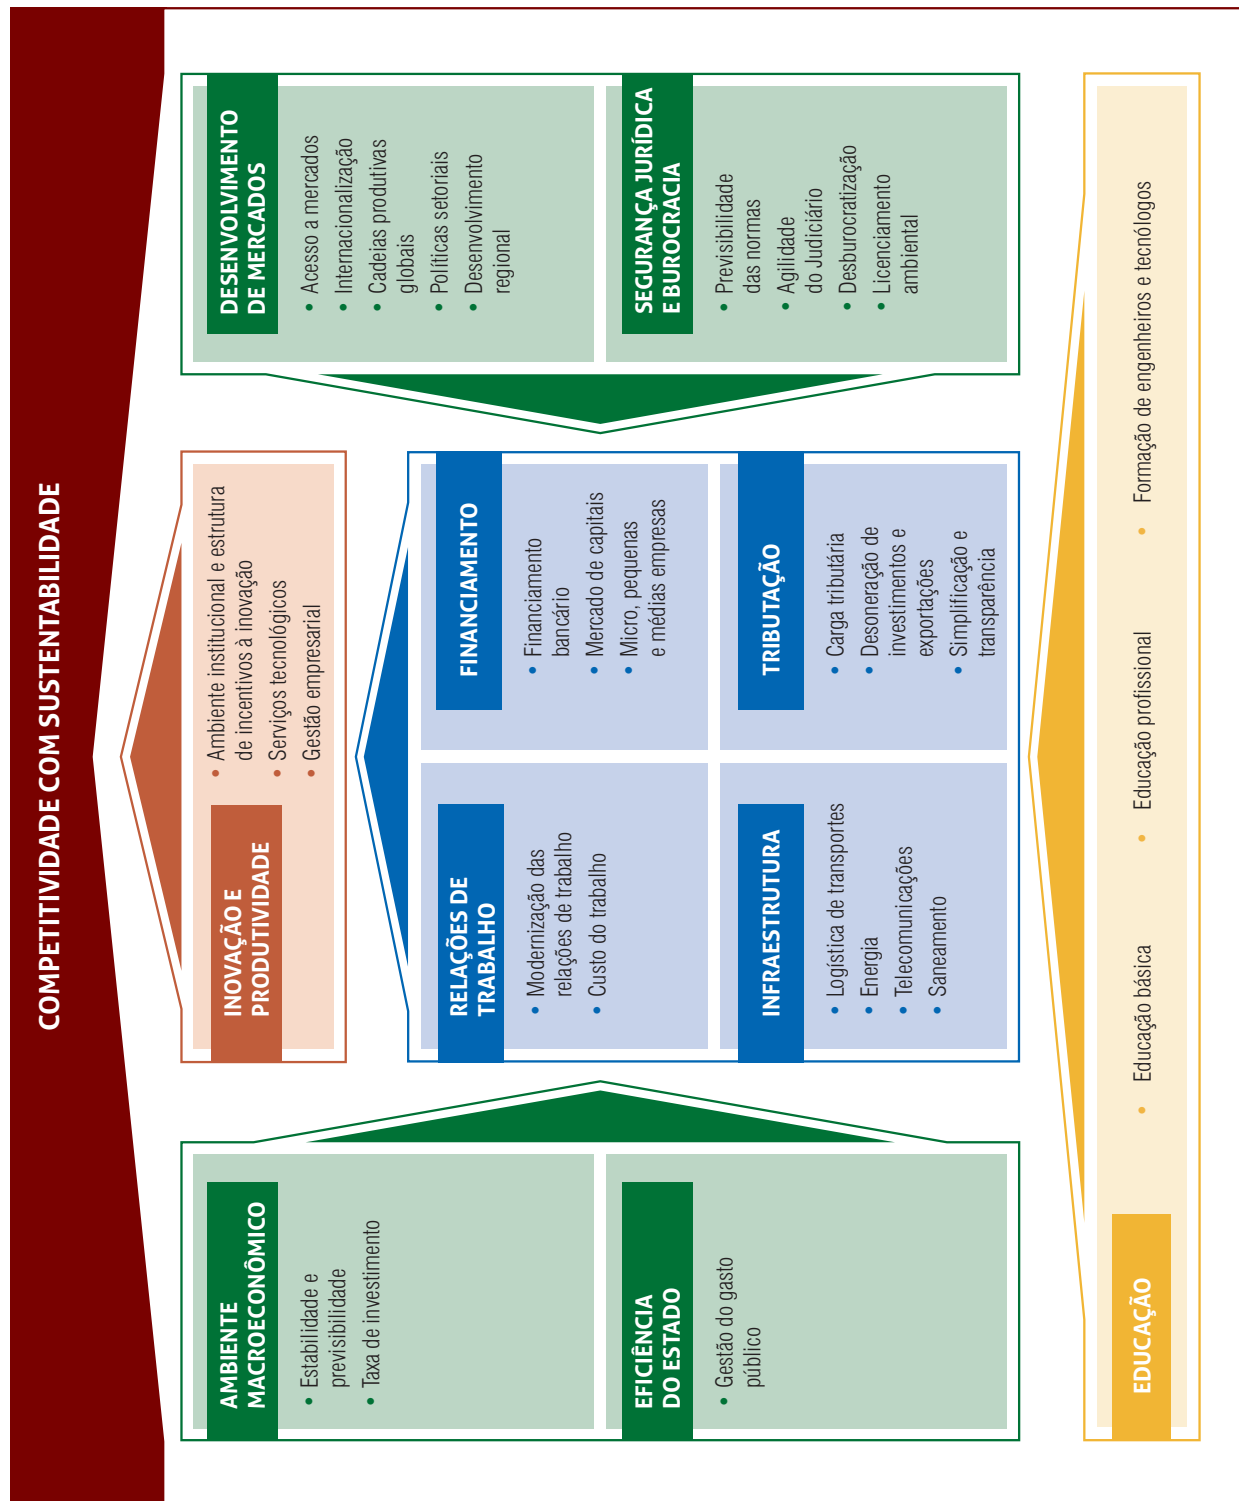 COMPETITIVIDADE COM SUSTENTABILIDADE
AMBIENTE
MACROECONÔMICO
• Estabilidade e
previsibilidade
• Taxa de investimento
EFICIÊNCIA
DO ESTADO
• Gestão do gasto
público
INOVAÇÃO E
PRODUTIVIDADE
• Ambiente institucional e estrutura
de incentivos à inovação
• Serviços tecnológicos
• Gestão empresarial
RELAÇÕES DE
TRABALHO
• Modernização das
relações de trabalho
• Custo do trabalho
FINANCIAMENTO
• Financiamento
bancário
• Mercado de capitais
• Micro, pequenas
e médias empresas
INFRAESTRUTURA
• Logística de transportes
• Energia
• Telecomunicações
• Saneamento
TRIBUTAÇÃO
• Carga tributária
• Desoneração de
investimentos e
exportações
• Simplificação e
transparência
DESENVOLVIMENTO
DE MERCADOS
• Acesso a mercados
• Internacionalização
• Cadeias produtivas
globais
• Políticas setoriais
• Desenvolvimento
regional
SEGURANÇA JURÍDICA
E BUROCRACIA
• Previsibilidade
das normas
• Agilidade
do Judiciário
• Desburocratização
• Licenciamento
ambiental
EDUCAÇÃO
• Educação básica
• Educação profissional
• Formação de engenheiros e tecnólogos